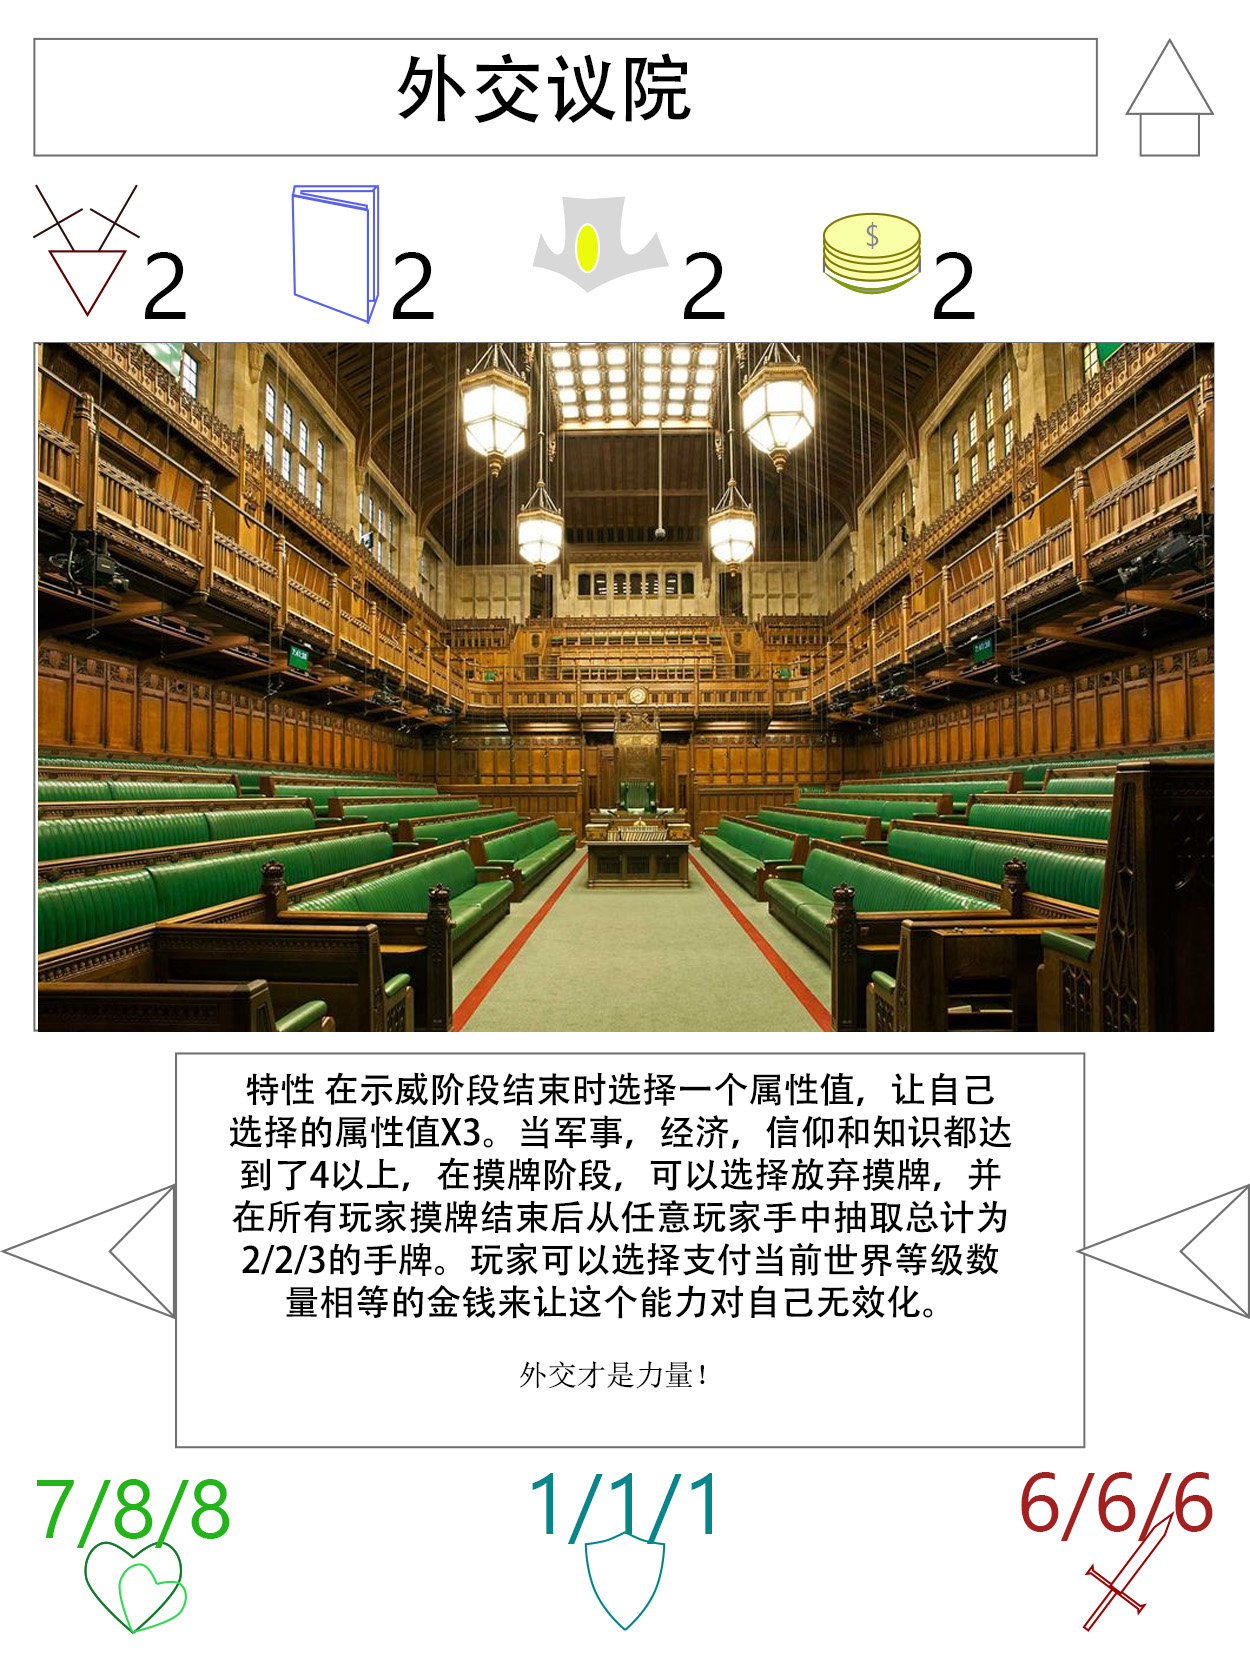 外交议院
2 2 2 $ 2
特性 在示威阶段结束时选择一个属性值，让自己
选择的属性值X3。当军事，经济，信仰和知识都达
到了4以上，在摸牌阶段，可以选择放弃摸牌，并
在所有玩家摸牌结束后从任意玩家手中抽取总计为
2/2/3的手牌。玩家可以选择支付当前世界等级数
量相等的金钱来让这个能力对自己无效化。
外交才是力量！
7/8/8 1/1/1 6/6/6